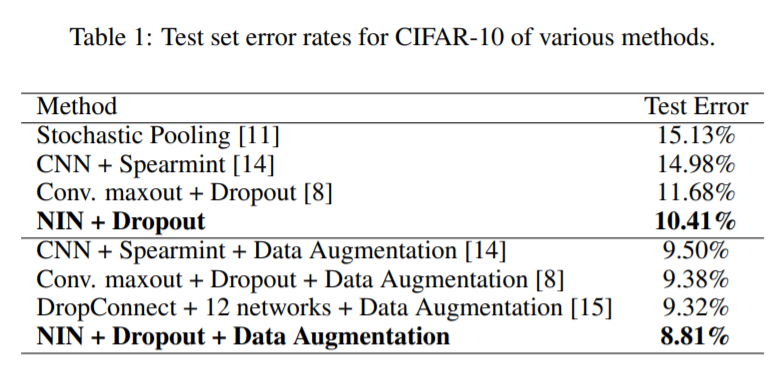 Table 1: Test set error rates for CIFAR-10 of various methods.
Method Test Error
Stochastic Pooling [11] 15.13%
CNN + Spearmint [14] 14.98%
Conv. maxout + Dropout [8] 11.68%
NIN + Dropout 10.41%
CNN + Spearmint + Data Augmentation [14] 9.50%
Conv. maxout + Dropout + Data Augmentation [8] 9.38%
DropConnect + 12 networks + Data Augmentation [15] 9.32%
NIN + Dropout + Data Augmentation 8.81%